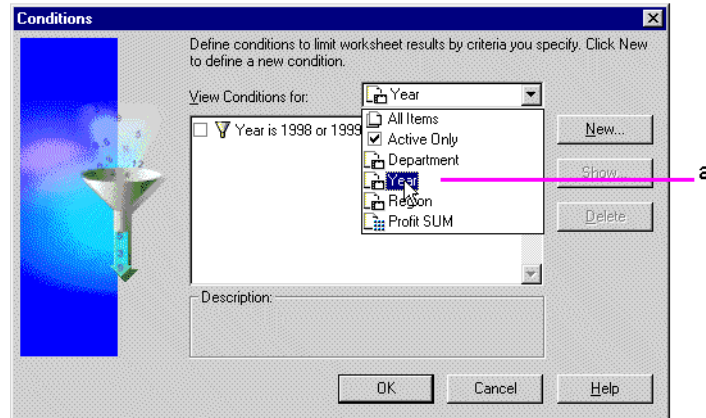 Conditions
Define conditions to limit worksheet results by criteria you specify. Click New
to define a new condition.
View Conditions for:
Year
Year is 1998 or 1999
All Items
Active Only
Department
Year
Region
Profit SUM
New...
Show...
Delete
a
Description:
OK
Cancel
Help